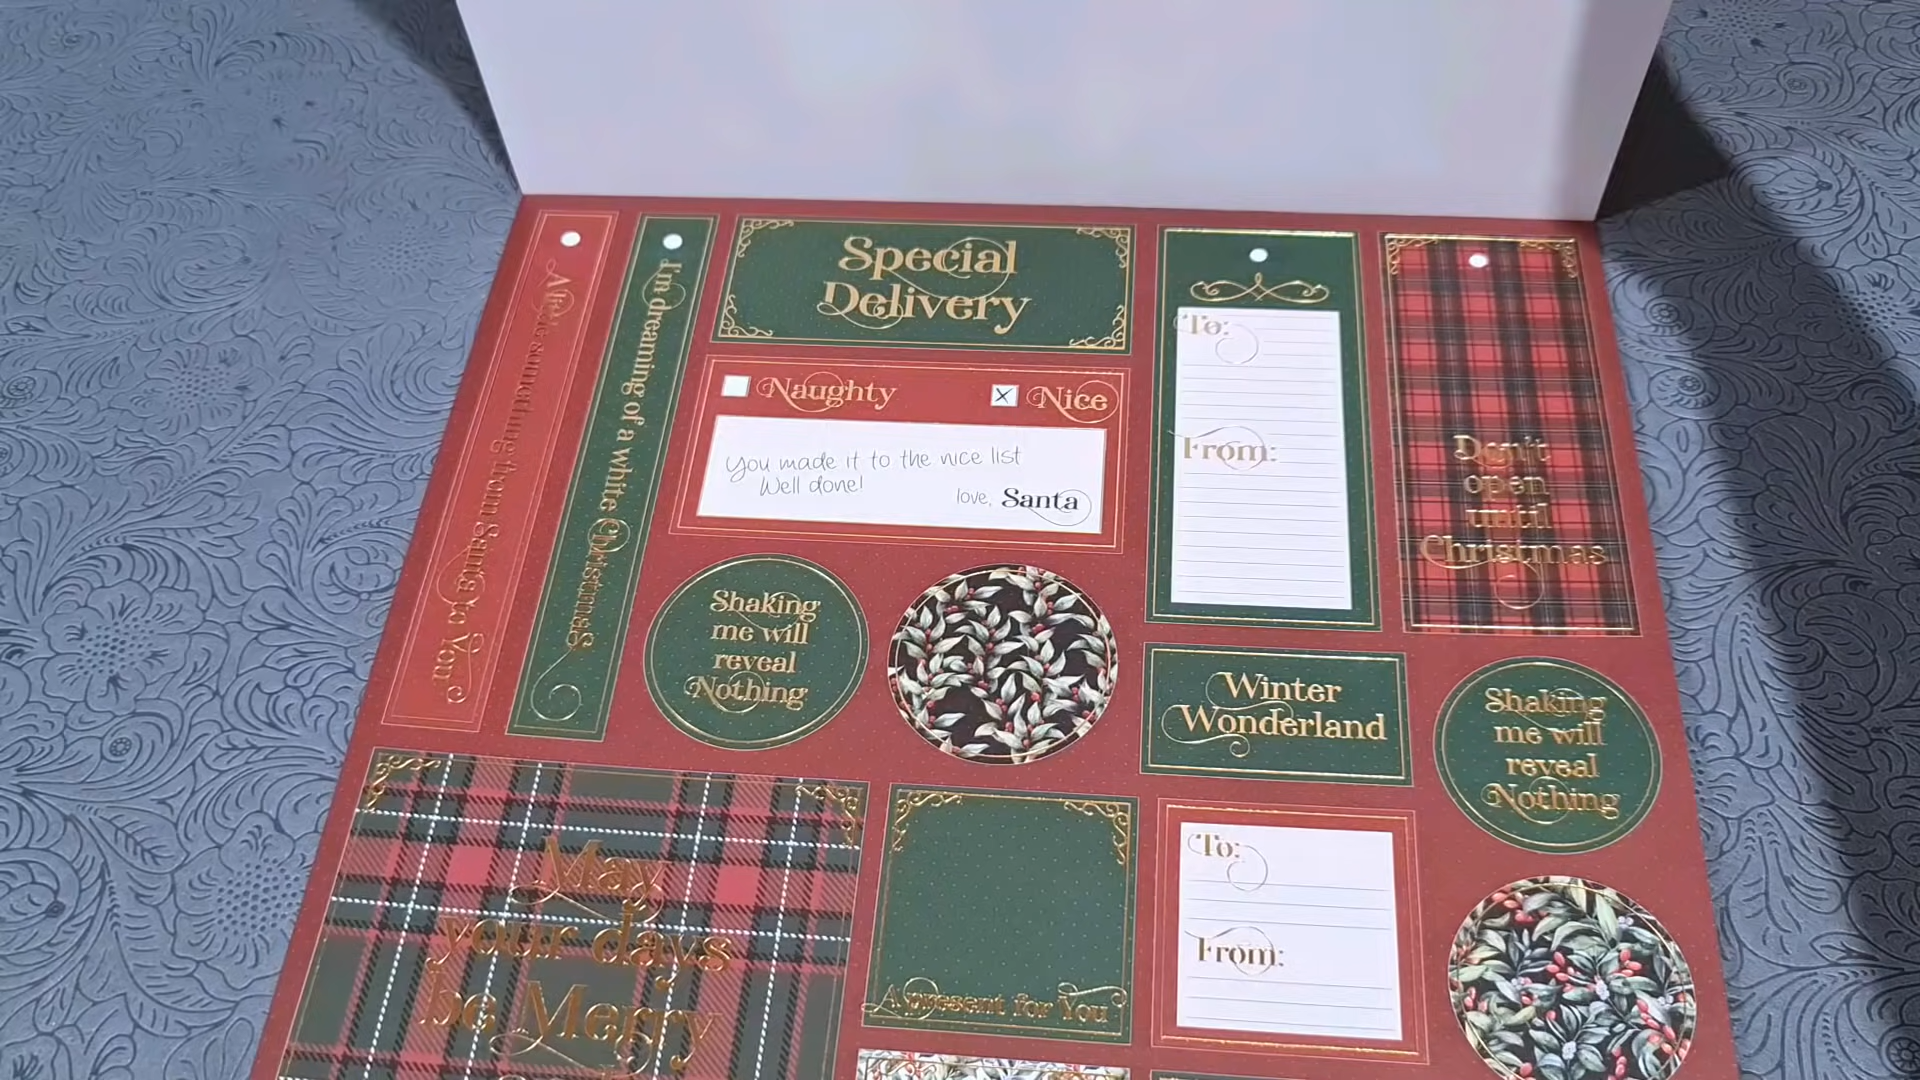 A little something from Santa to You
I'm dreaming of a white Christmas
Special
Delivery
Naughty
Nice
You made it to the nice list
Well done!
love, Santa
To:
From:
Don't
open
until
Christmas
Shaking
me will
reveal
Nothing
Winter
Wonderland
Shaking
me will
reveal
Nothing
May
your days
be Merry
A present for You
To:
From: